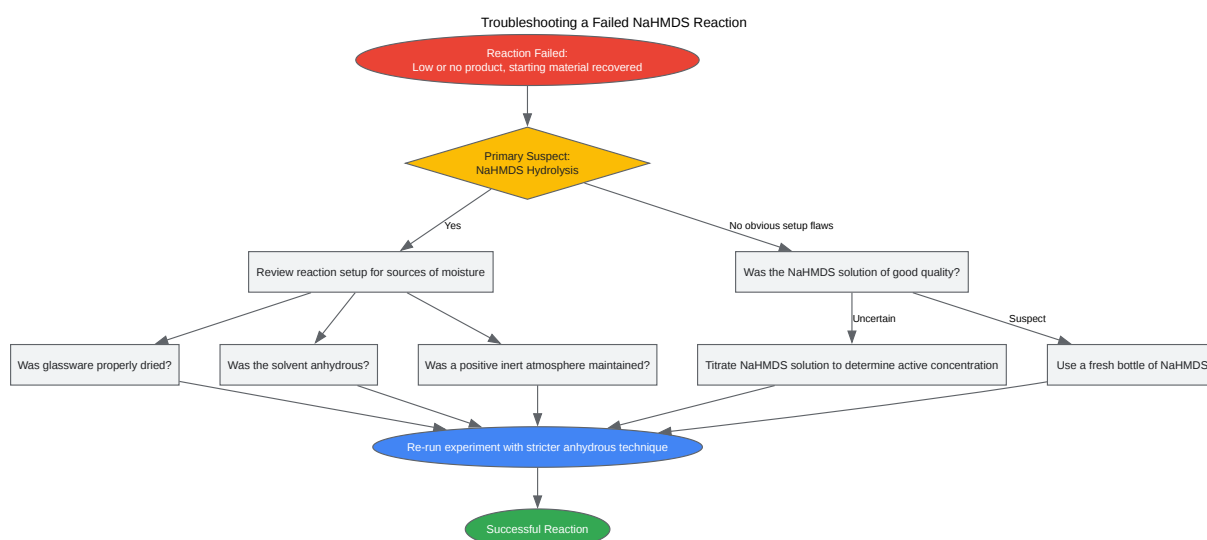 Troubleshooting a Failed NaHMDS Reaction
Reaction Failed:
Low or no product, starting material recovered
Primary Suspect:
NaHMDS Hydrolysis
Yes
No obvious setup flaws
Review reaction setup for sources of moisture
Was the NaHMDS solution of good quality?
Uncertain
Suspect
Was glassware properly dried?
Was the solvent anhydrous?
Was a positive inert atmosphere maintained?
Titrate NaHMDS solution to determine active concentration
Use a fresh bottle of NaHMDS
Re-run experiment with stricter anhydrous technique
Successful Reaction